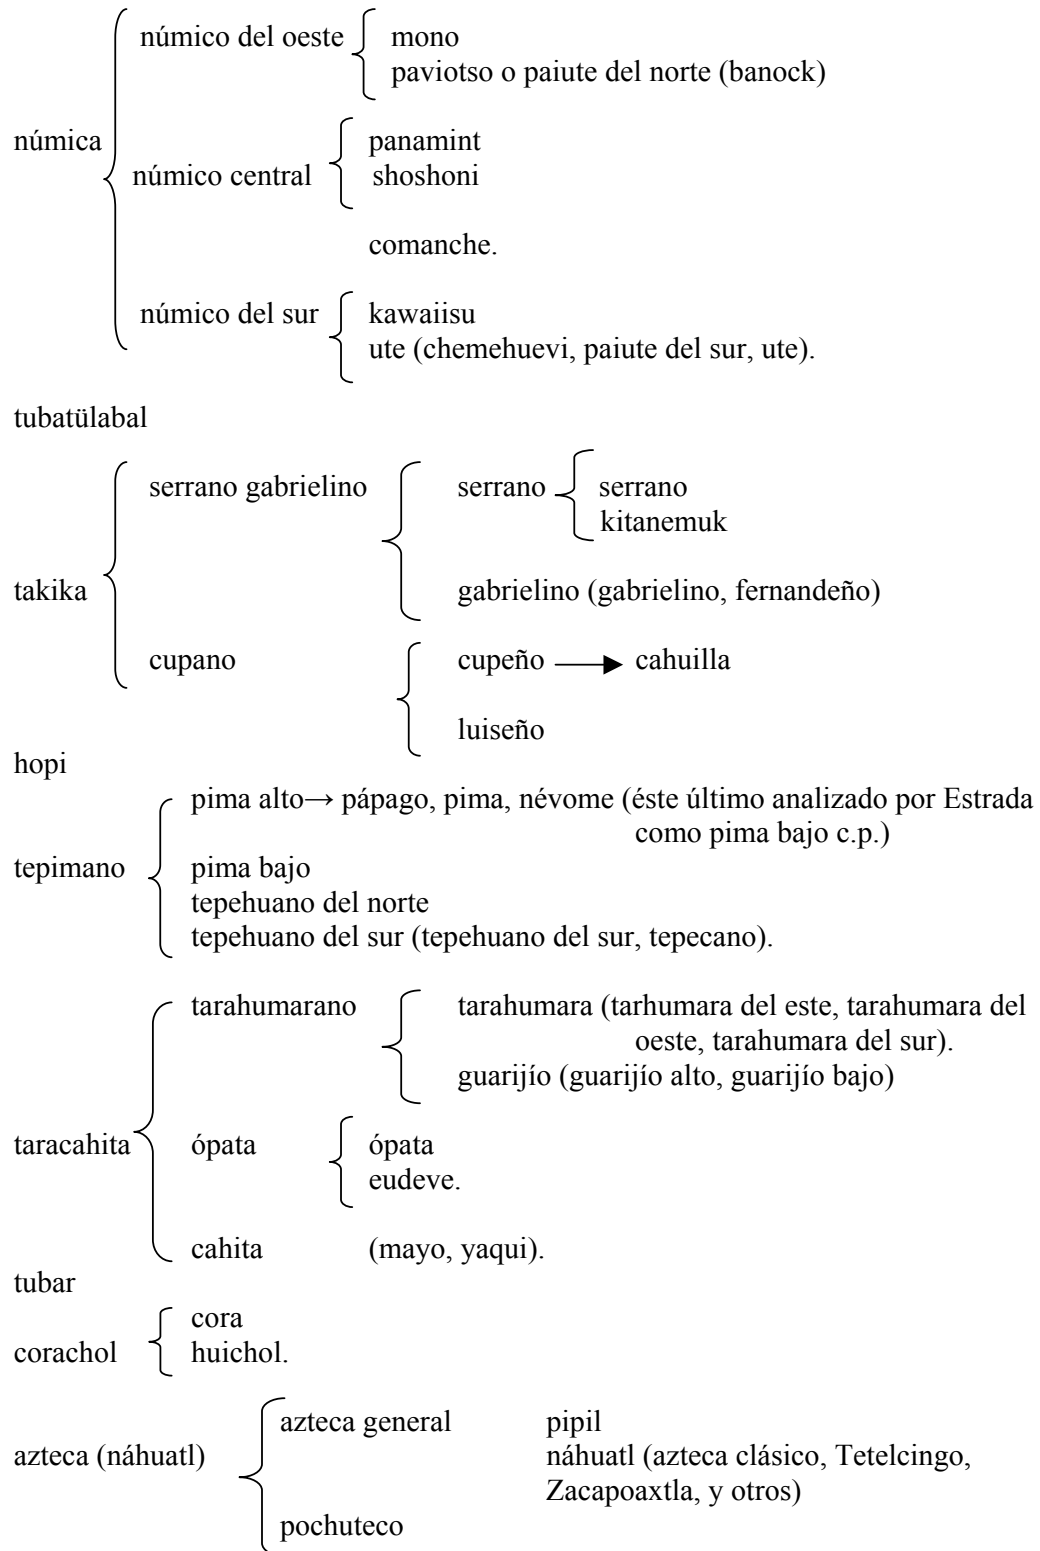 númico del oeste mono
paviotso o paiute del norte (banock)
númica panamint
númico central shoshoni
comanche.
númico del sur kawaiisu
ute (chemehuevi, paiute del sur, ute).
tubatülabal
serrano gabrielino serrano serrano
kitanemuk
takika gabrielino (gabrielino, fernandeño)
cupano cupeño → cahuilla
luiseño
hopi
pima alto→ pápago, pima, névome (éste último analizado por Estrada
como pima bajo c.p.)
tepimano pima bajo
tepehuano del norte
tepehuano del sur (tepehuano del sur, tepecano).
tarahumarano tarahumara (tarhumara del este, tarahumara del
oeste, tarahumara del sur).
guarijío (guarijío alto, guarijío bajo)
taracahita ópata ópata
eudeve.
cahita (mayo, yaqui).
tubar
cora
corachol huichol.
azteca general pipil
azteca (náhuatl) náhuatl (azteca clásico, Tetelcingo,
Zacapoaxtla, y otros)
pochuteco